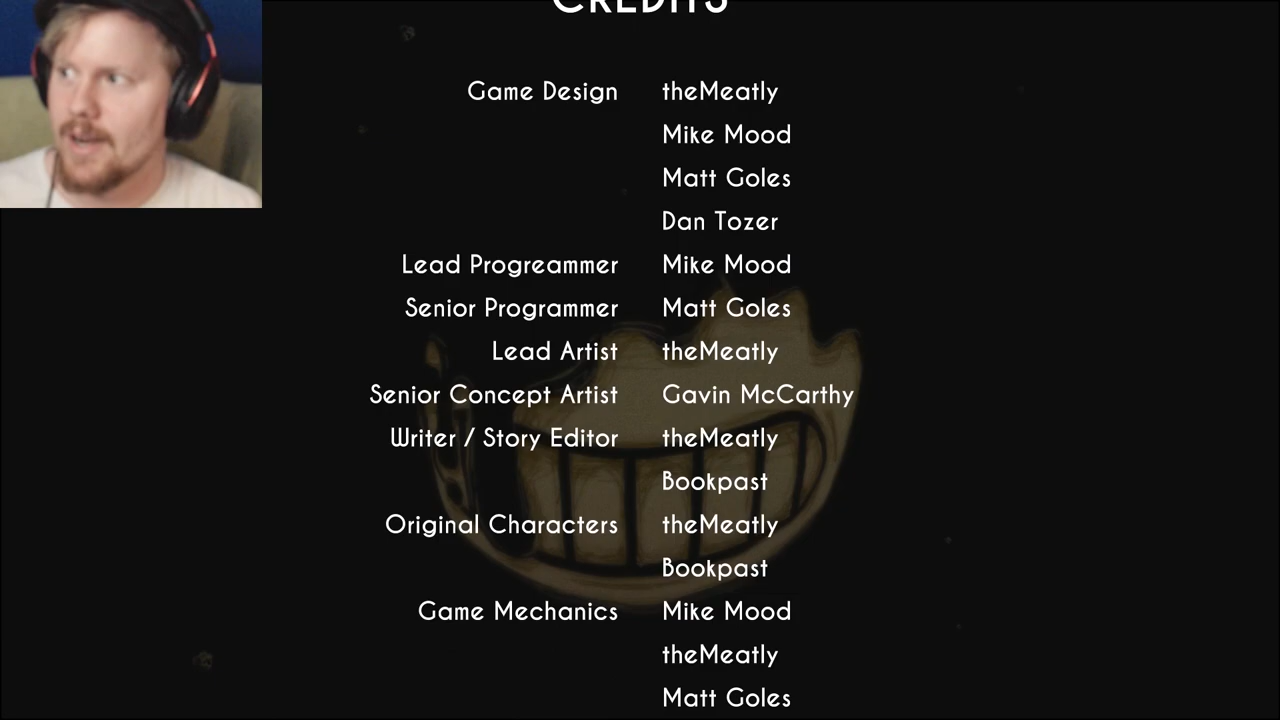 CREDITS
Game Design theMeatly
Mike Mood
Matt Goles
Dan Tozer
Lead Progreammer Mike Mood
Senior Programmer Matt Goles
Lead Artist theMeatly
Senior Concept Artist Gavin McCarthy
Writer / Story Editor theMeatly
Bookpast
Original Characters theMeatly
Bookpast
Game Mechanics Mike Mood
theMeatly
Matt Goles